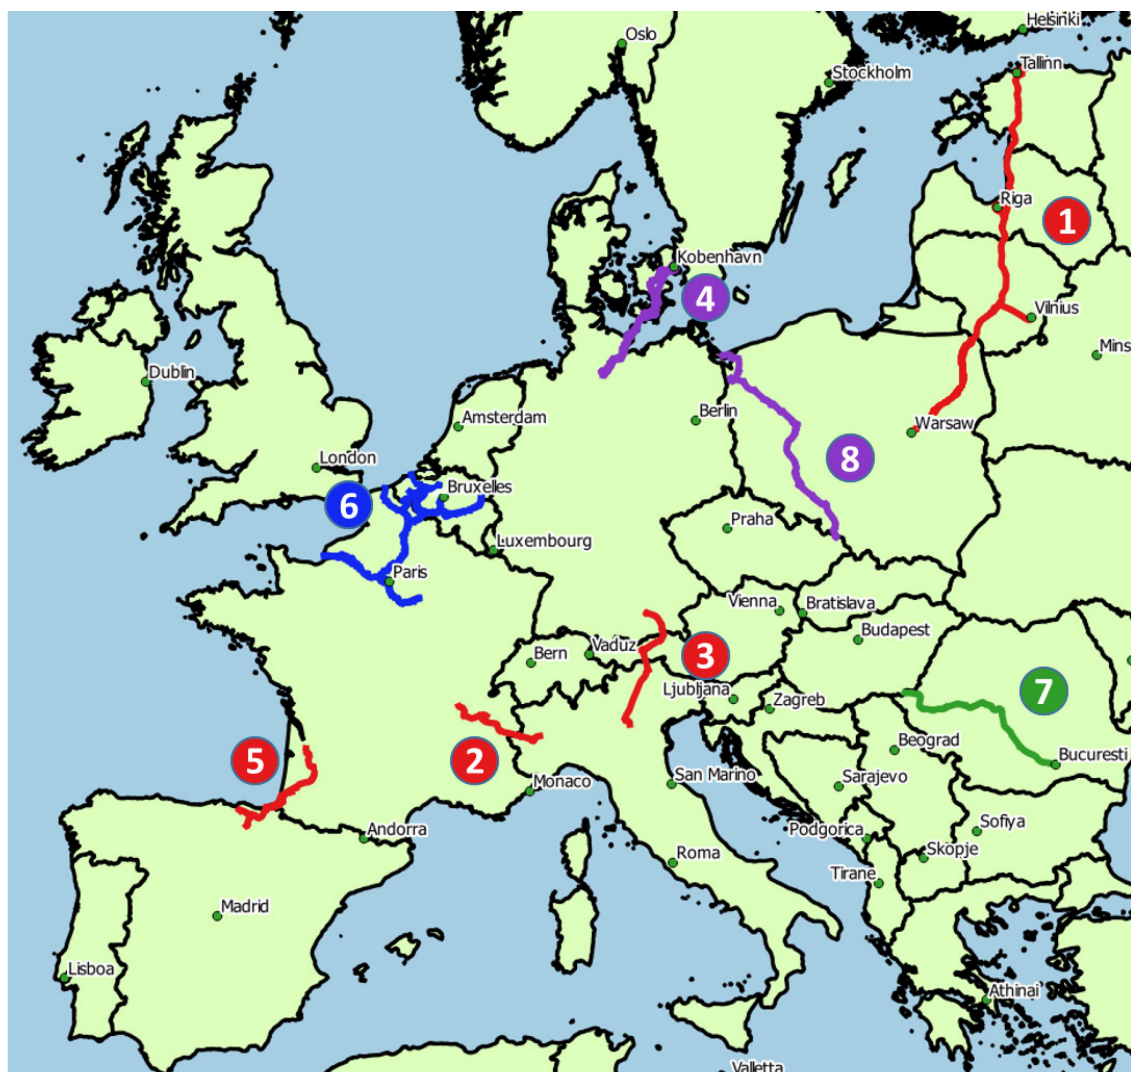 Helsinki
Oslo
Tallinn
Stockholm
Riga
1
Kobenhavn
4
Vilnius
Mins
Dublin
Berlin
Amsterdam
Warsaw
8
London
Bruxelles
6
Praha
Luxembourg
Paris
Vienna
Bratislava
Budapest
Vaduz
Bern
3
Ljubljana
7
Zagreb
Beograd
5
2
Bucuresti
San Marino
Monaco
Sarajevo
Andorra
Podgorica
Sofiya
Roma
Skopje
Tirane
Madrid
Lisboa
Athinai
Valletta